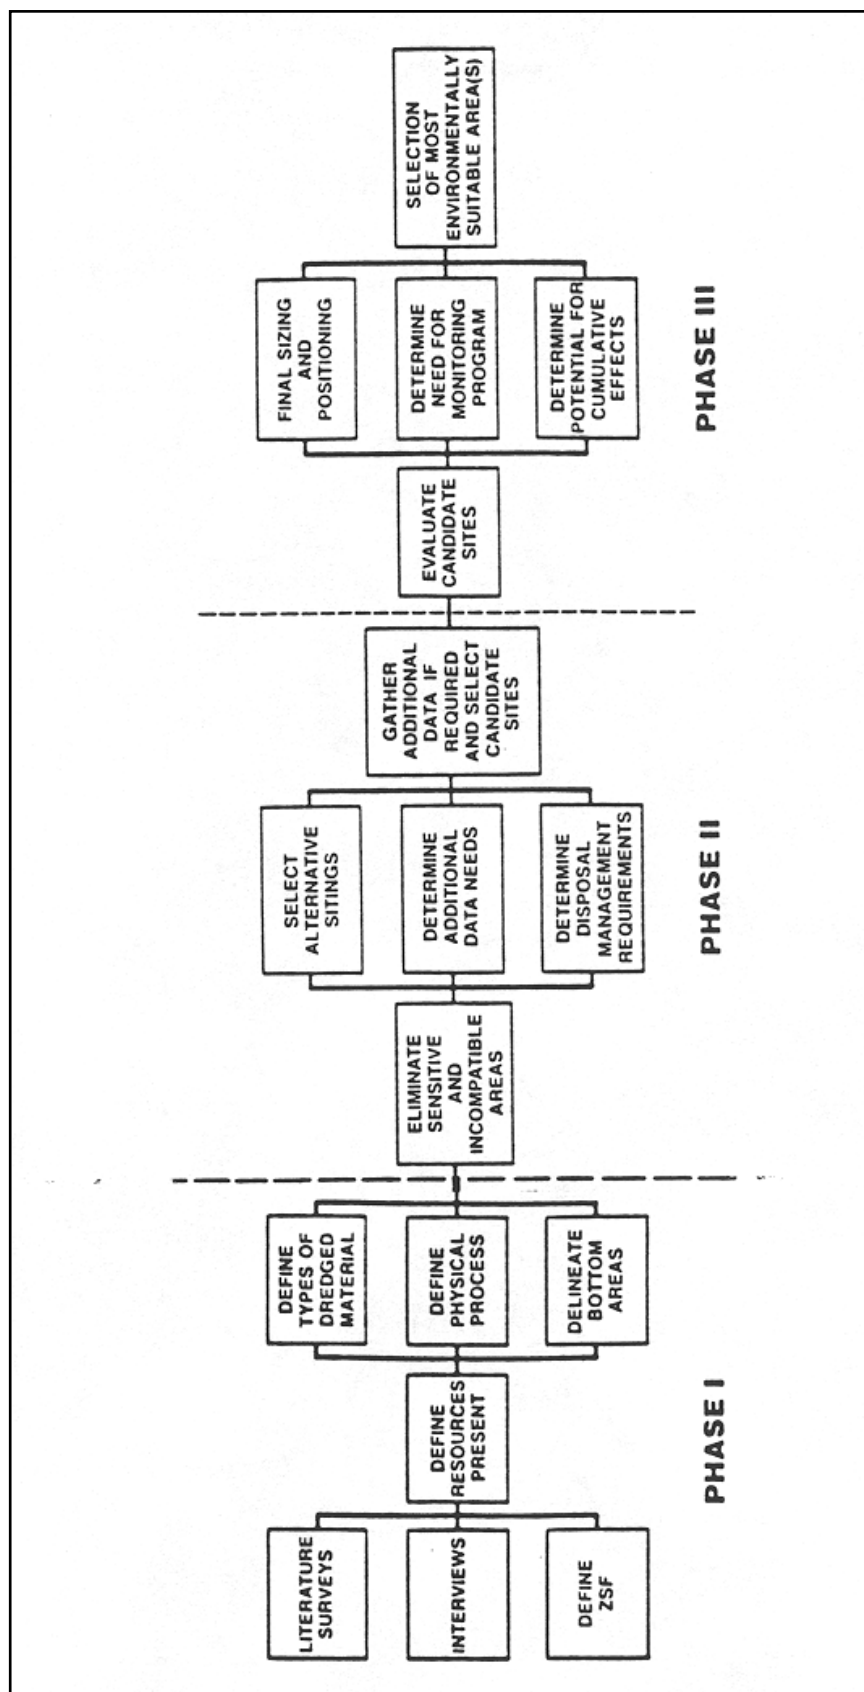 LITERATURE
SURVEYS
INTERVIEWS
DEFINE
ZSF
DEFINE
RESOURCES
PRESENT
DEFINE
TYPES OF
DREDGED
MATERIAL
DEFINE
PHYSICAL
PROCESS
DELINEATE
BOTTOM
AREAS
PHASE I
ELIMINATE
SENSITIVE
AND
INCOMPATIBLE
AREAS
SELECT
ALTERNATIVE
SITINGS
DETERMINE
ADDITIONAL
DATA NEEDS
DETERMINE
DISPOSAL
MANAGEMENT
REQUIREMENTS
GATHER
ADDITIONAL
DATA IF
REQUIRED
AND SELECT
CANDIDATE
SITES
PHASE II
EVALUATE
CANDIDATE
SITES
FINAL SIZING
AND
POSITIONING
DETERMINE
NEED FOR
MONITORING
PROGRAM
DETERMINE
POTENTIAL FOR
CUMULATIVE
EFFECTS
SELECTION
OF MOST
ENVIRONMENTALLY
SUITABLE AREA(S)
PHASE III